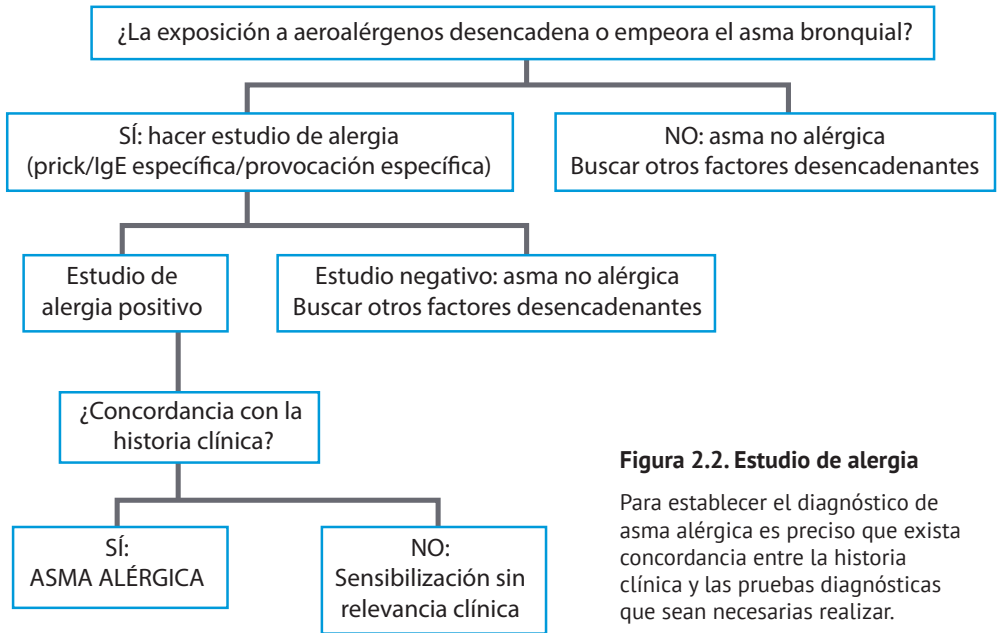 ¿La exposición a aeroalérgenos desencadena o empeora el asma bronquial?
SÍ: hacer estudio de alergia
(prick/IgE específica/provocación específica)
NO: asma no alérgica
Buscar otros factores desencadenantes
Estudio de
alergia positivo
Estudio negativo: asma no alérgica
Buscar otros factores desencadenantes
¿Concordancia con la
historia clínica?
SÍ:
ASMA ALÉRGICA
NO:
Sensibilización sin
relevancia clínica
Figura 2.2. Estudio de alergia
Para establecer el diagnóstico de
asma alérgica es preciso que exista
concordancia entre la historia
clínica y las pruebas diagnósticas
que sean necesarias realizar.